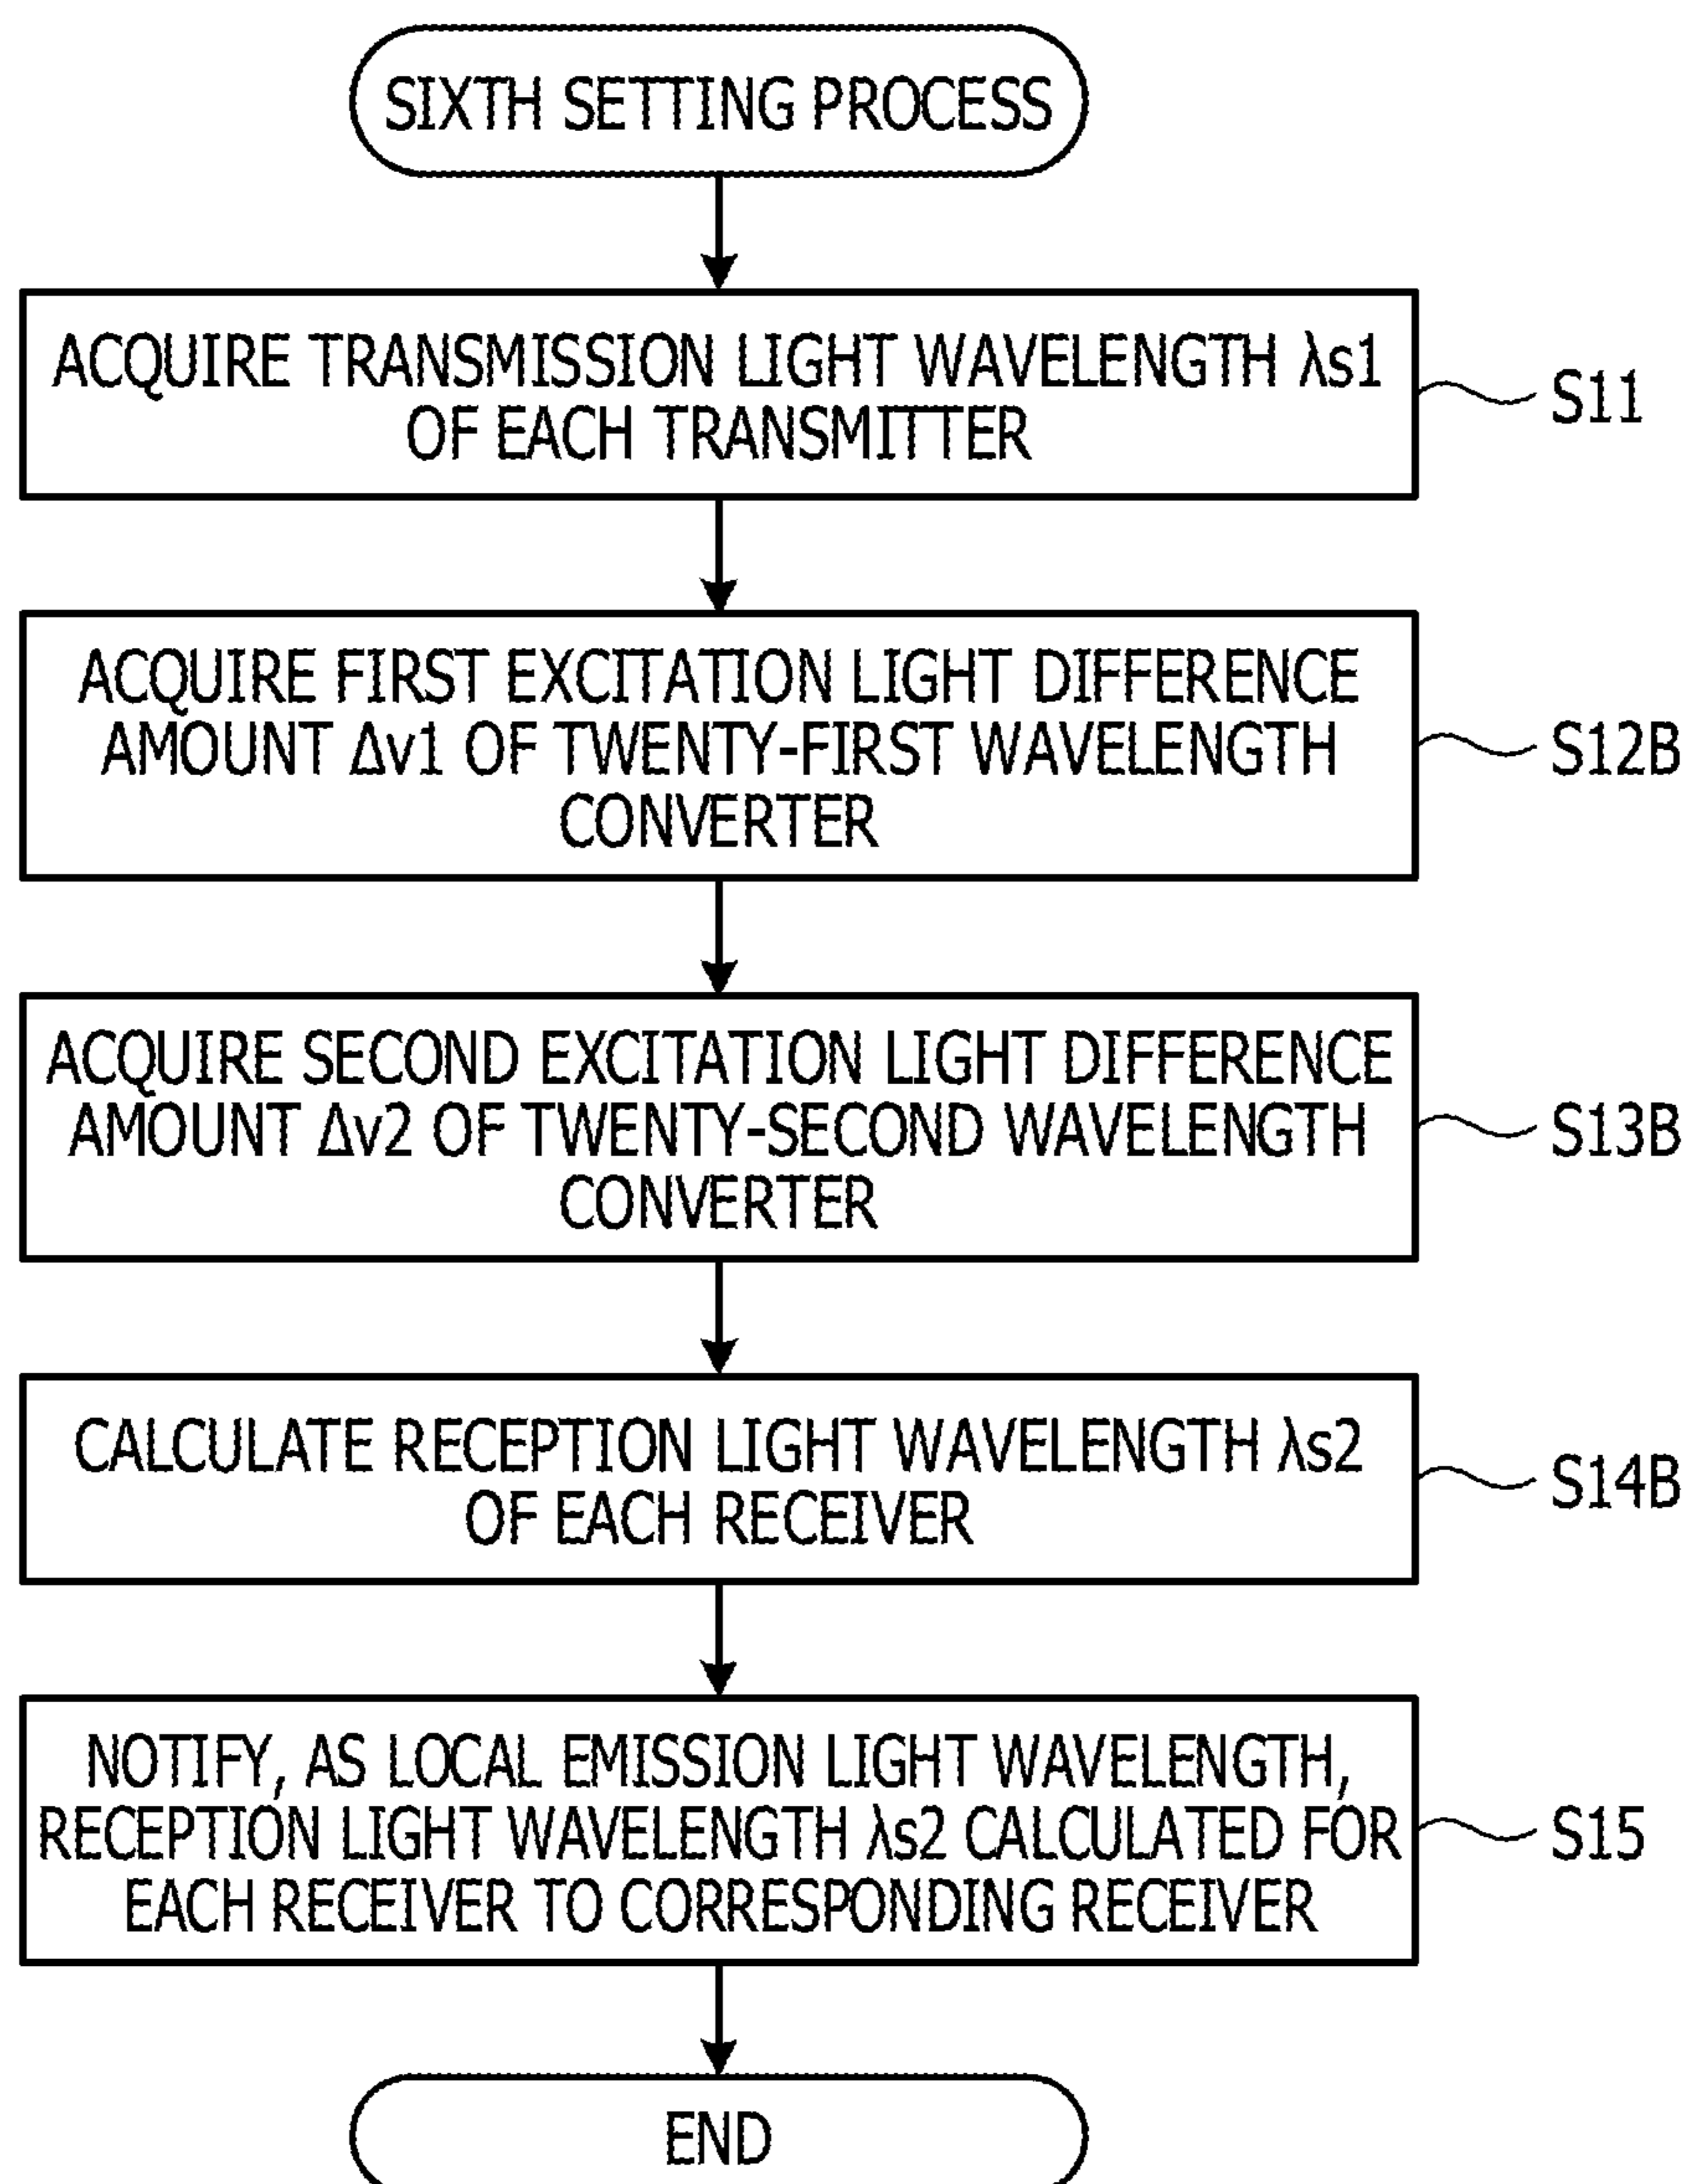 SIXTH SETTING PROCESS
ACQUIRE TRANSMISSION LIGHT WAVELENGTH λs1
OF EACH TRANSMITTER
S11
ACQUIRE FIRST EXCITATION LIGHT DIFFERENCE
AMOUNT Δν1 OF TWENTY-FIRST WAVELENGTH
CONVERTER
S12B
ACQUIRE SECOND EXCITATION LIGHT DIFFERENCE
AMOUNT Δν2 OF TWENTY-SECOND WAVELENGTH
CONVERTER
S13B
CALCULATE RECEPTION LIGHT WAVELENGTH λs2
OF EACH RECEIVER
S14B
NOTIFY, AS LOCAL EMISSION LIGHT WAVELENGTH,
RECEPTION LIGHT WAVELENGTH λs2 CALCULATED FOR
EACH RECEIVER TO CORRESPONDING RECEIVER
S15
END